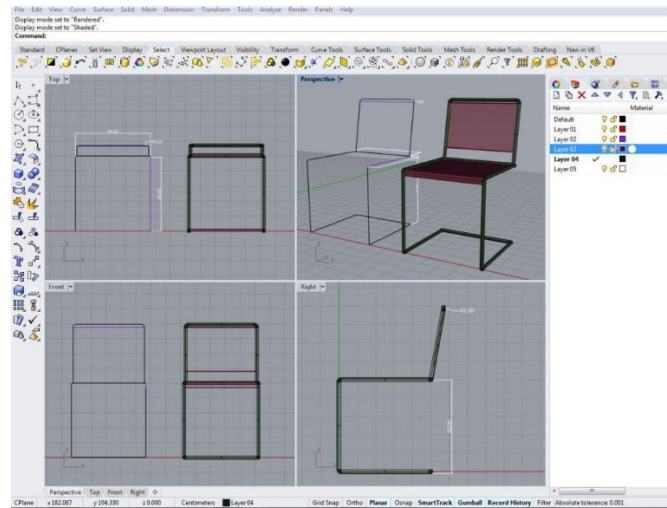 File Edit View Curve Surface Solid Mesh Dimension Transform Tools Analyze Render Panels Help
Display mode set to "Rendered".
Display mode set to "Shaded".
Command:
Standard CPlanes Set View Display Select Viewport Layout Visibility Transform Curve Tools Surface Tools Solid Tools Mesh Tools Render Tools Drafting New in V6
Top
Perspective
Name Material
Default
Layer 01
Layer 02
Layer 03
Layer 04
Layer 05
Front
Right
Perspective Top Front Right
CPlane x 182.067 y 104.330 z 0.000 Centimeters Layer 04 Grid Snap Ortho Planar Osnap SmartTrack Gumball Record History Filter Absolute tolerance: 0.001